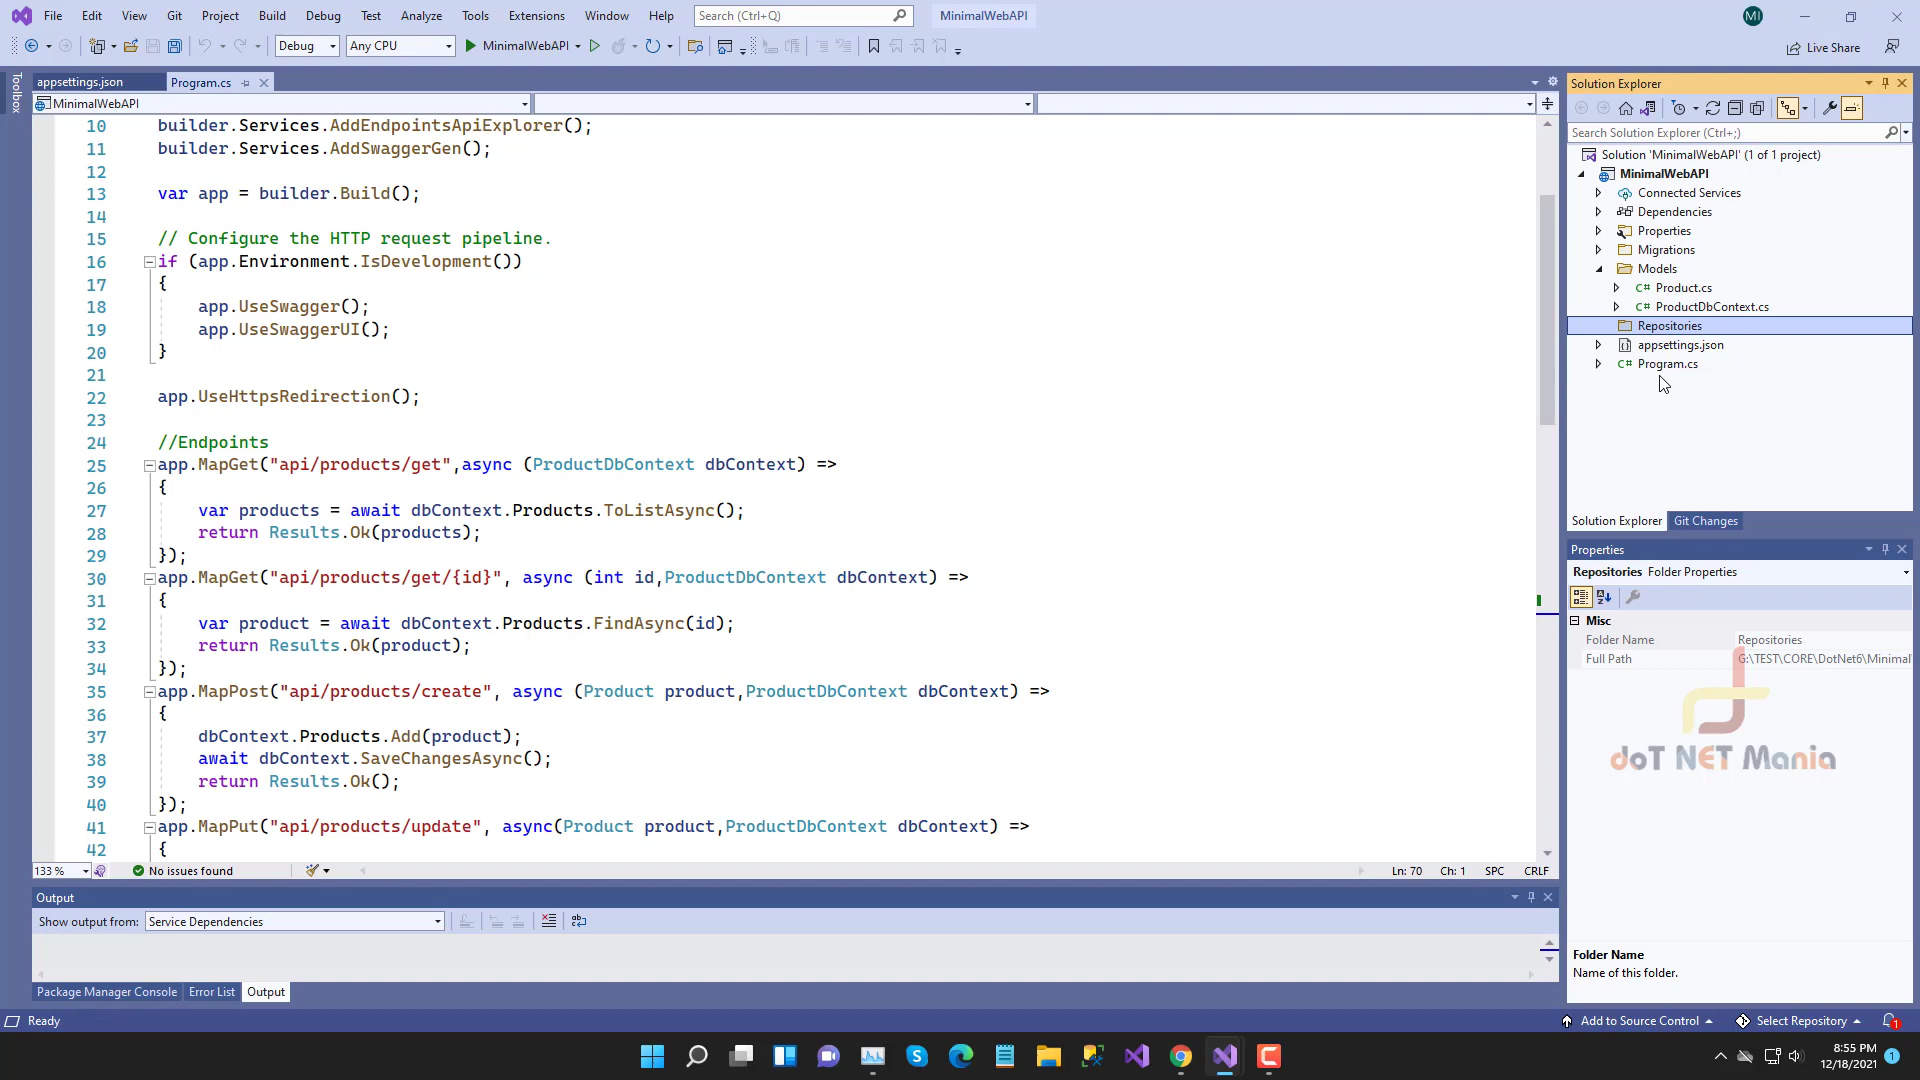 File Edit View Git Project Build Debug Test Analyze Tools Extensions Window Help Search (Ctrl+Q) MinimalWebAPI MI
Debug Any CPU MinimalWebAPI Live Share
Toolbox
appsettings.json Program.cs
MinimalWebAPI
10 builder.Services.AddEndpointsApiExplorer();
11 builder.Services.AddSwaggerGen();
12
13 var app = builder.Build();
14
15 // Configure the HTTP request pipeline.
16 if (app.Environment.IsDevelopment())
17 {
18 app.UseSwagger();
19 app.UseSwaggerUI();
20 }
21
22 app.UseHttpsRedirection();
23
24 //Endpoints
25 app.MapGet("api/products/get",async (ProductDbContext dbContext) =>
26 {
27 var products = await dbContext.Products.ToListAsync();
28 return Results.Ok(products);
29 });
30 app.MapGet("api/products/get/{id}", async (int id,ProductDbContext dbContext) =>
31 {
32 var product = await dbContext.Products.FindAsync(id);
33 return Results.Ok(product);
34 });
35 app.MapPost("api/products/create", async (Product product,ProductDbContext dbContext) =>
36 {
37 dbContext.Products.Add(product);
38 await dbContext.SaveChangesAsync();
39 return Results.Ok();
40 });
41 app.MapPut("api/products/update", async(Product product,ProductDbContext dbContext) =>
42 {
133 % No issues found Ln: 70 Ch: 1 SPC CRLF
Output
Show output from: Service Dependencies
Package Manager Console Error List Output
Solution Explorer
Search Solution Explorer (Ctrl+;)
Solution 'MinimalWebAPI' (1 of 1 project)
MinimalWebAPI
Connected Services
Dependencies
Properties
Migrations
Models
C# Product.cs
C# ProductDbContext.cs
Repositories
appsettings.json
C# Program.cs
Solution Explorer Git Changes
Properties
Repositories Folder Properties
Misc
Folder Name Repositories
Full Path G:\TEST\CORE\DotNet6\Minimal
doT NET Mania
Folder Name
Name of this folder.
Ready Add to Source Control Select Repository 1
8:55 PM
12/18/2021 1